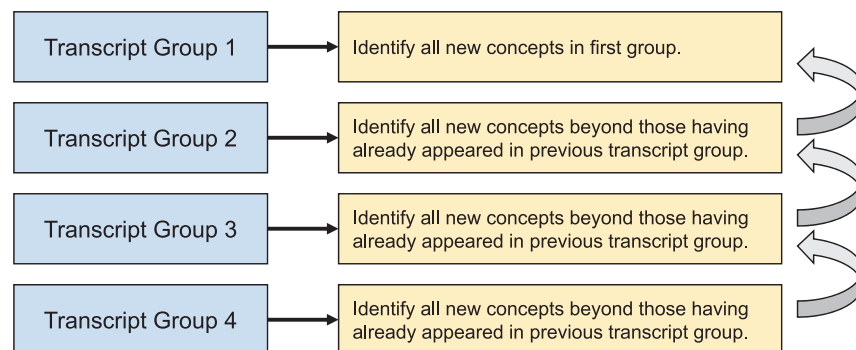 Transcript Group 1
Identify all new concepts in first group.
Transcript Group 2
Identify all new concepts beyond those having
already appeared in previous transcript group.
Transcript Group 3
Identify all new concepts beyond those having
already appeared in previous transcript group.
Transcript Group 4
Identify all new concepts beyond those having
already appeared in previous transcript group.